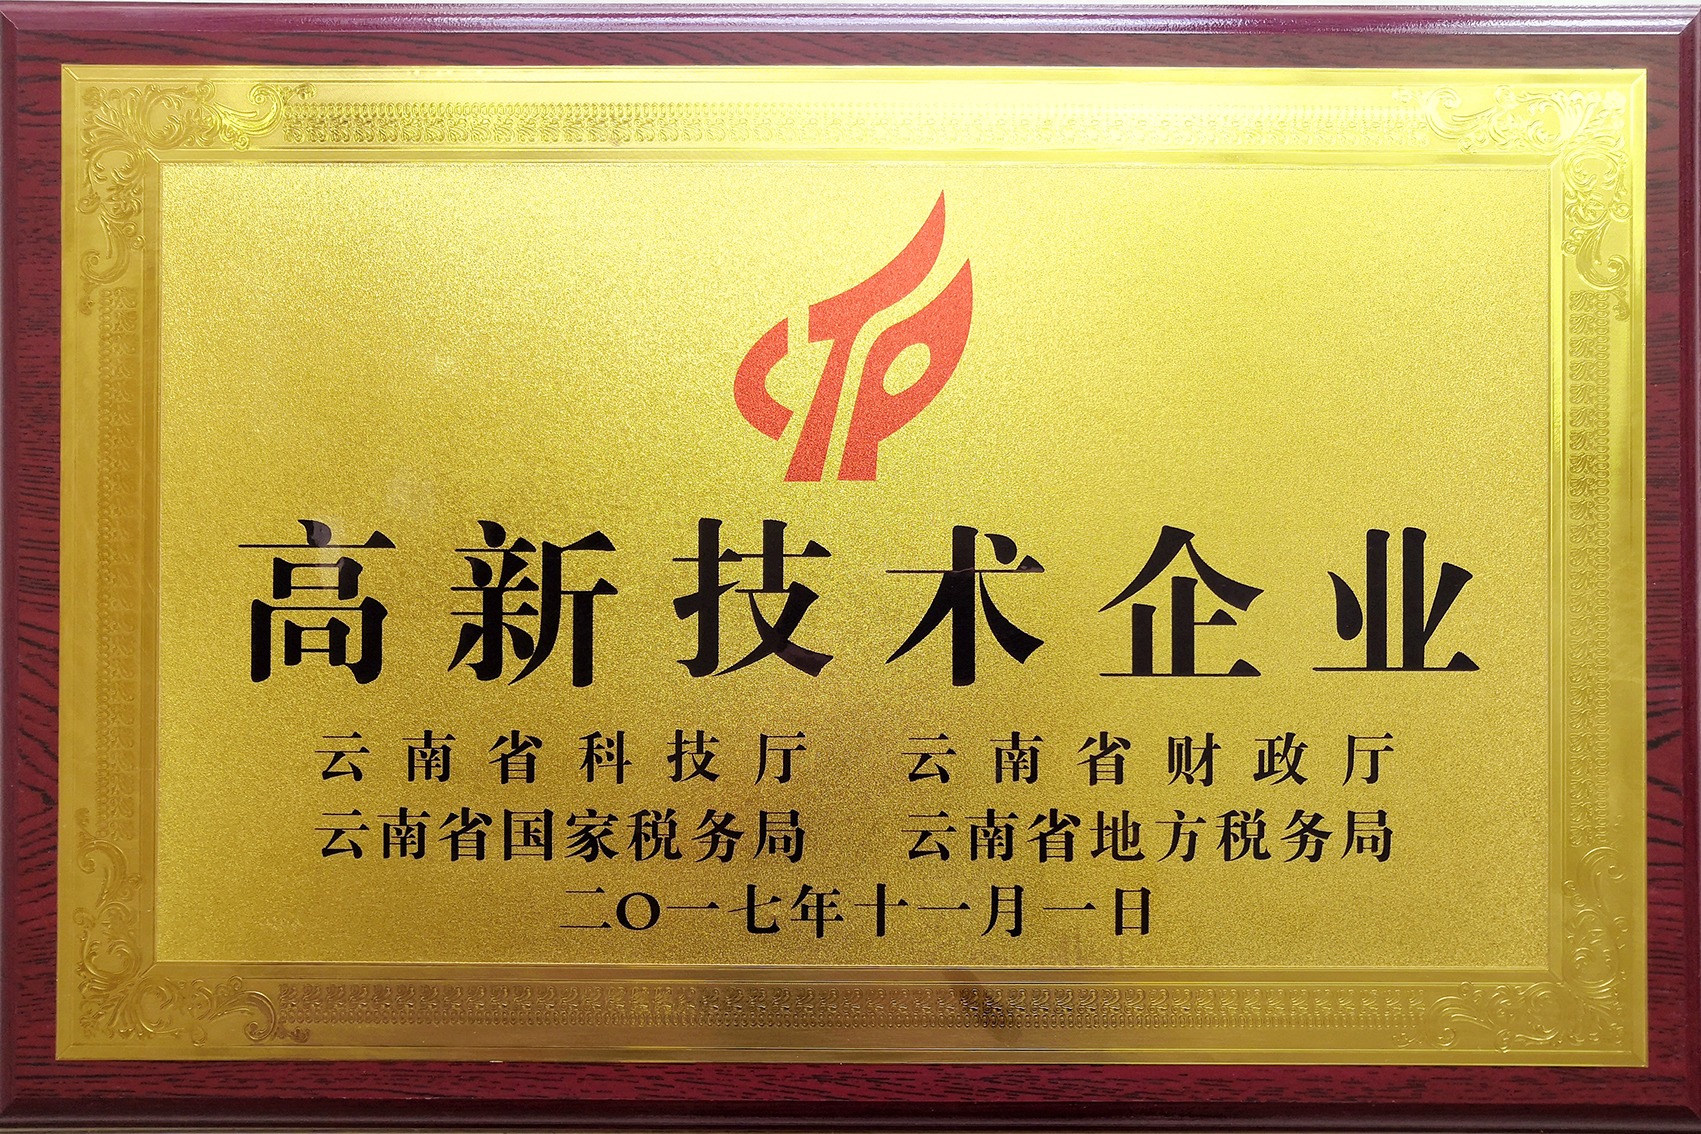 高新技术企业
云南省科技厅 云南省财政厅
云南省国家税务局 云南省地方税务局
二〇一七年十一月一日